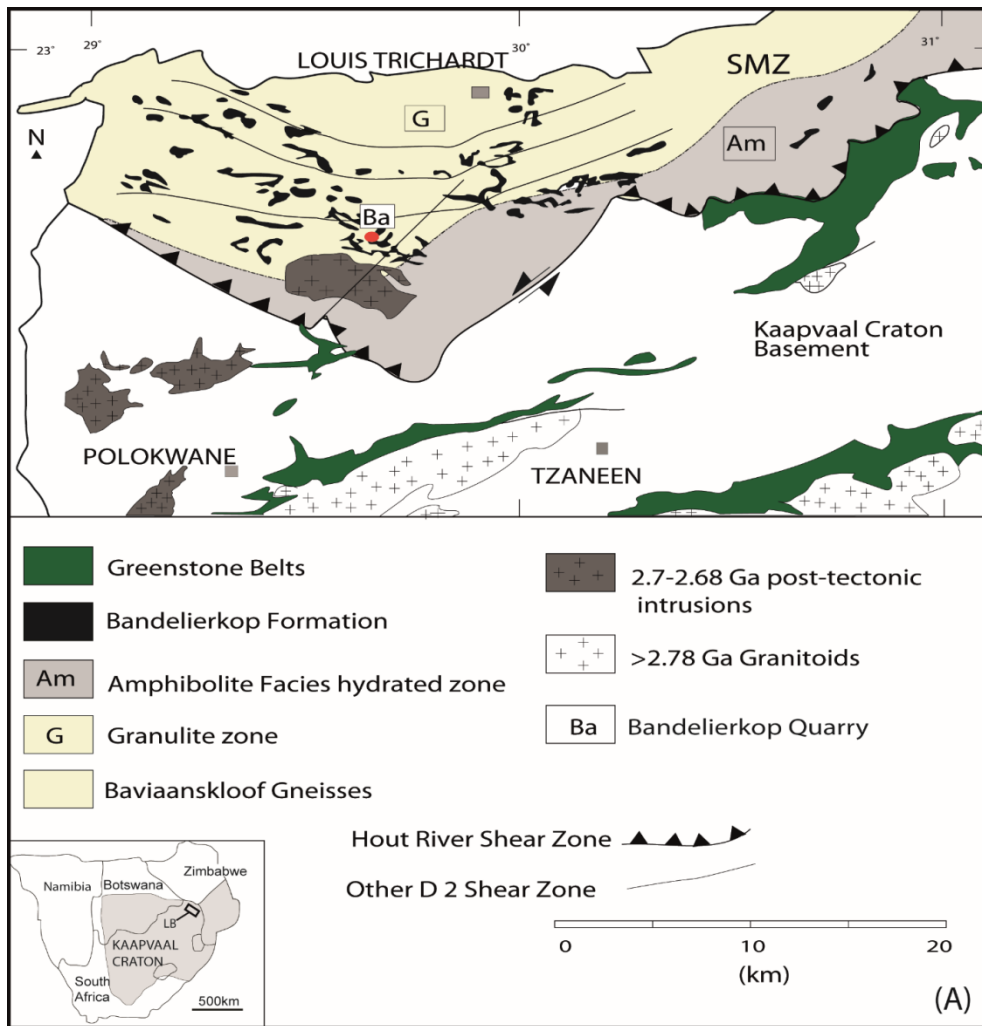 23° 29° 30° 31°
LOUIS TRICHARDT
SMZ
G
Am
N
Ba
Kaapvaal Craton
Basement
POLOKWANE
TZANEEN
Greenstone Belts
Bandelierkop Formation
Am Amphibolite Facies hydrated zone
G Granulite zone
Baviaanskloof Gneisses
2.7-2.68 Ga post-tectonic
intrusions
>2.78 Ga Granitoids
Ba Bandelierkop Quarry
Hout River Shear Zone
Other D 2 Shear Zone
0 10 20
(km)
Namibia
Botswana
Zimbabwe
LB
KAAPVAAL
CRATON
South
Africa
500km
(A)